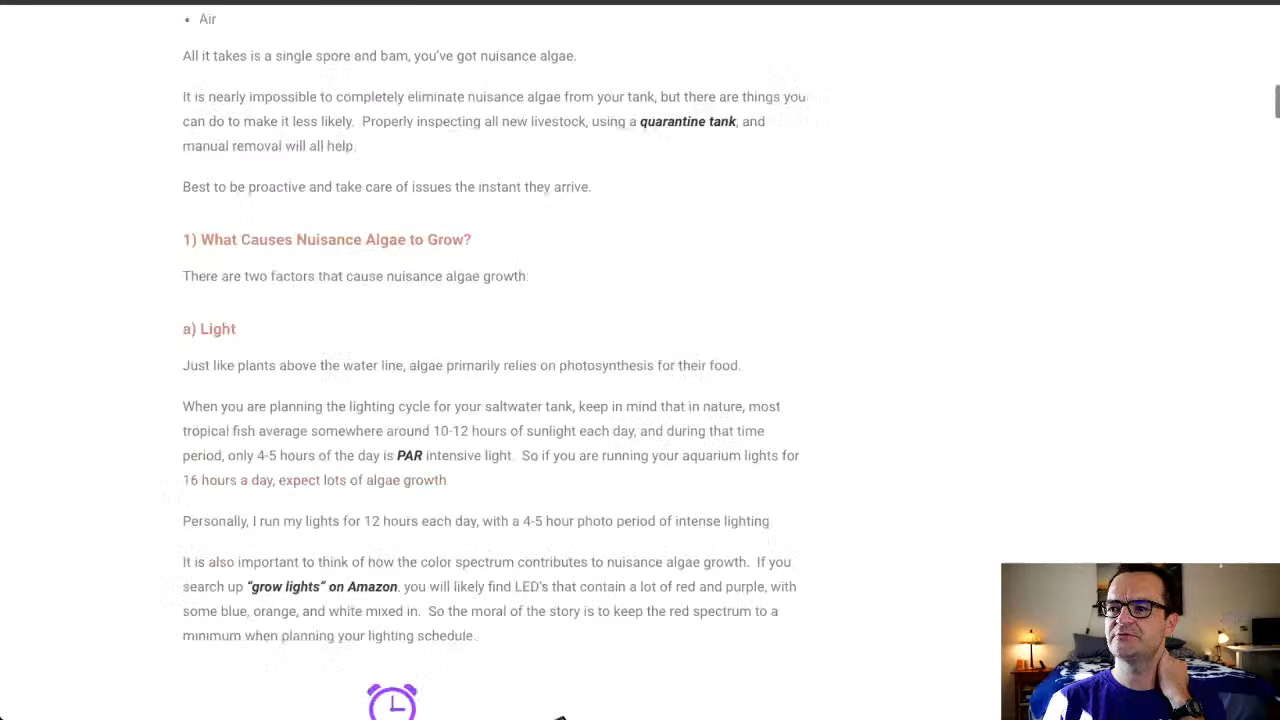 • Air
All it takes is a single spore and bam, you've got nuisance algae.
It is nearly impossible to completely eliminate nuisance algae from your tank, but there are things you
can do to make it less likely. Properly inspecting all new livestock, using a quarantine tank, and
manual removal will all help.
Best to be proactive and take care of issues the instant they arrive.
1) What Causes Nuisance Algae to Grow?
There are two factors that cause nuisance algae growth:
a) Light
Just like plants above the water line, algae primarily relies on photosynthesis for their food.
When you are planning the lighting cycle for your saltwater tank, keep in mind that in nature, most
tropical fish average somewhere around 10-12 hours of sunlight each day, and during that time
period, only 4-5 hours of the day is PAR intensive light. So if you are running your aquarium lights for
16 hours a day, expect lots of algae growth
Personally, I run my lights for 12 hours each day, with a 4-5 hour photo period of intense lighting
It is also important to think of how the color spectrum contributes to nuisance algae growth. If you
search up "grow lights" on Amazon, you will likely find LED's that contain a lot of red and purple, with
some blue, orange, and white mixed in. So the moral of the story is to keep the red spectrum to a
minimum when planning your lighting schedule.